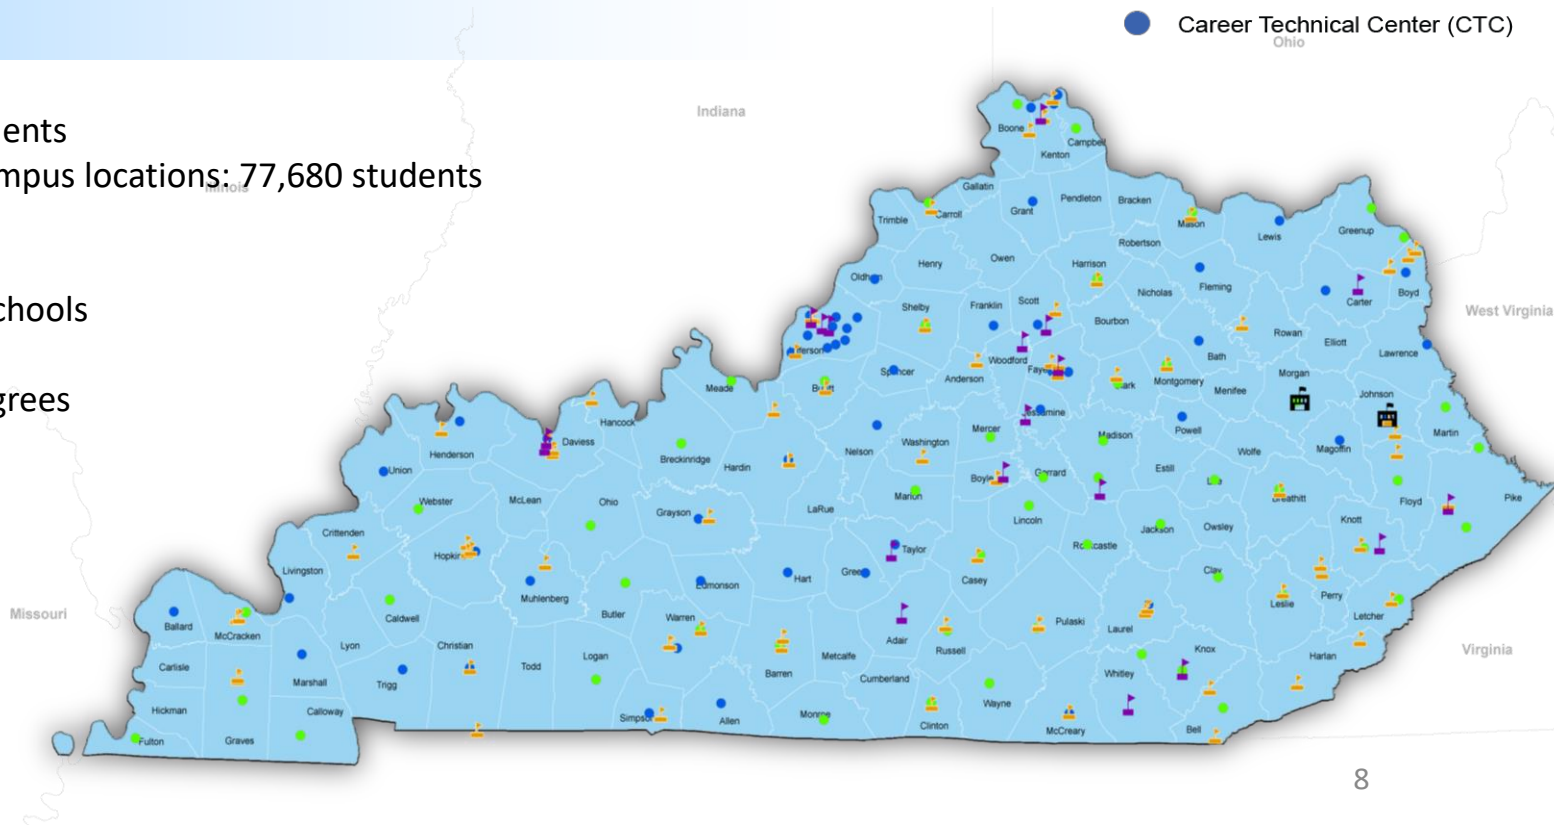 Career Technical Center (CTC)
Ohio
Indiana
ents
mpus locations: 77,680 students
Illinois
chools
grees
West Virginia
Missouri
Virginia
Boone
Campbell
Kenton
Gallatin
Pendleton
Bracken
Trimble
Carroll
Grant
Mason
Lewis
Greenup
Robertson
Henry
Owen
Harrison
Oldham
Fleming
Nicholas
Carter
Boyd
Shelby
Franklin
Scott
Bourbon
Rowan
Elliott
Lawrence
Bath
Woodford
Spencer
Anderson
Montgomery
Menifee
Morgan
Johnson
Meade
Hancock
Daviess
Henderson
Jessamine
Mercer
Madison
Powell
Martin
Washington
Nelson
Wolfe
Magoffin
Breckinridge
Hardin
Union
Boyle
Garrard
Estill
Lee
Breathitt
Floyd
Pike
Webster
McLean
Ohio
Grayson
LaRue
Marion
Lincoln
Jackson
Owsley
Knott
Crittenden
Rockcastle
Hopkins
Taylor
Casey
Livingston
Green
Hart
Edmonson
Clay
Perry
Leslie
Muhlenberg
Butler
Warren
Letcher
Ballard
McCracken
Caldwell
Lyon
Christian
Adair
Russell
Pulaski
Laurel
Knox
Harlan
Carlisle
Marshall
Trigg
Todd
Logan
Barren
Metcalfe
Cumberland
Whitley
Hickman
Calloway
Simpson
Allen
Monroe
Clinton
Wayne
McCreary
Bell
Fulton
Graves
8